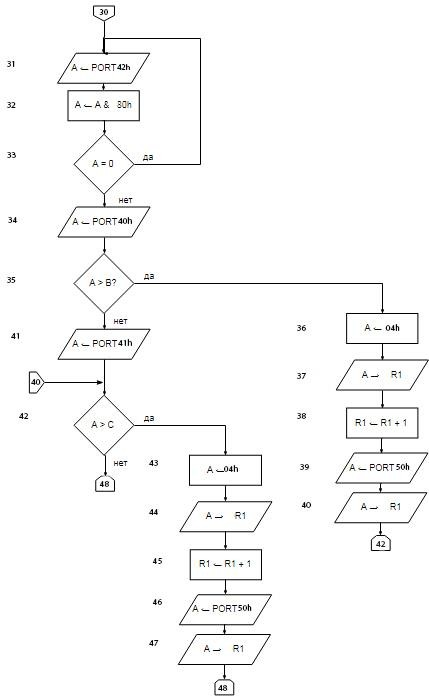 30
31
A ← PORT42h
32
A ← A & 80h
33
A = 0
да
нет
34
A ← PORT40h
35
A > B?
да
нет
36
A ← 04h
37
A → R1
38
R1 ← R1 + 1
39
A ← PORT50h
40
A → R1
42
41
A ← PORT41h
40
42
A > C
да
нет
48
43
A ← 04h
44
A → R1
45
R1 ← R1 + 1
46
A ← PORT50h
47
A → R1
48